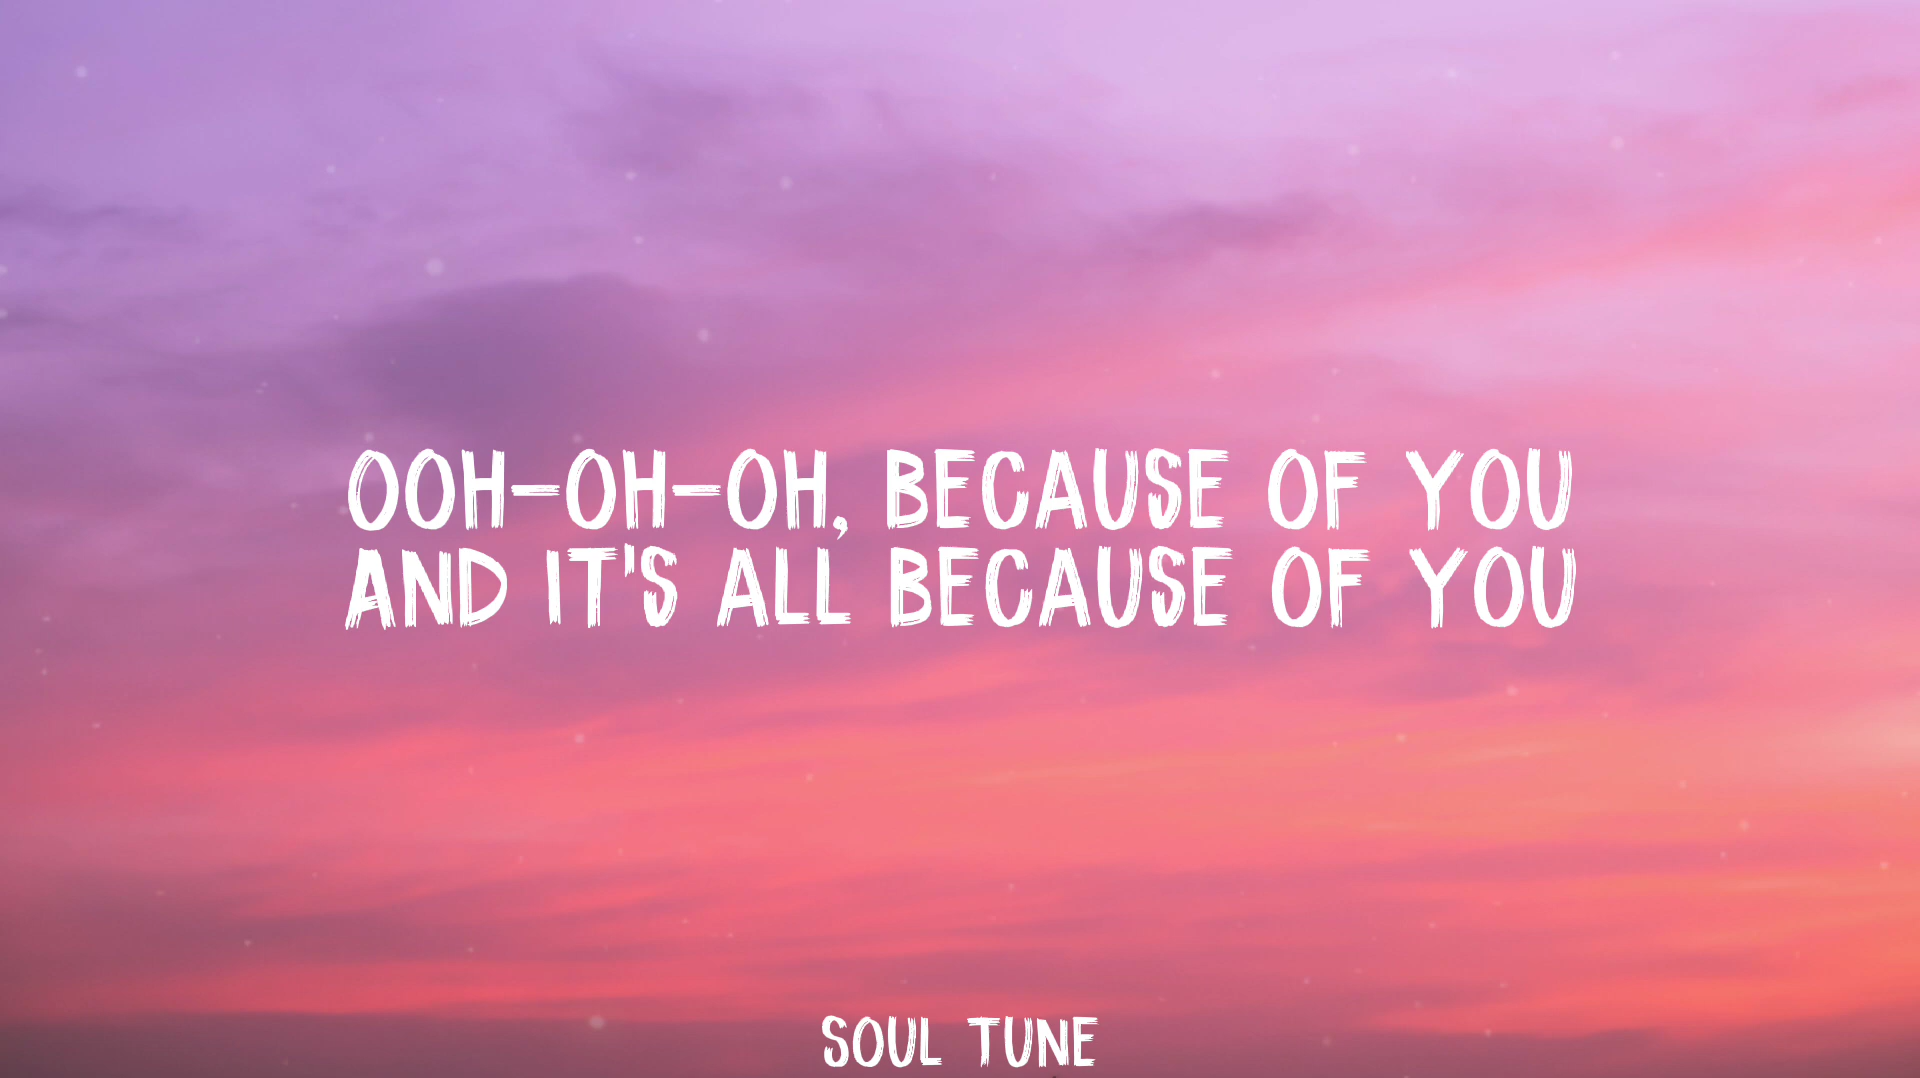 OOH-OH-OH, BECAUSE OF YOU
AND IT'S ALL BECAUSE OF YOU
SOUL TUNE